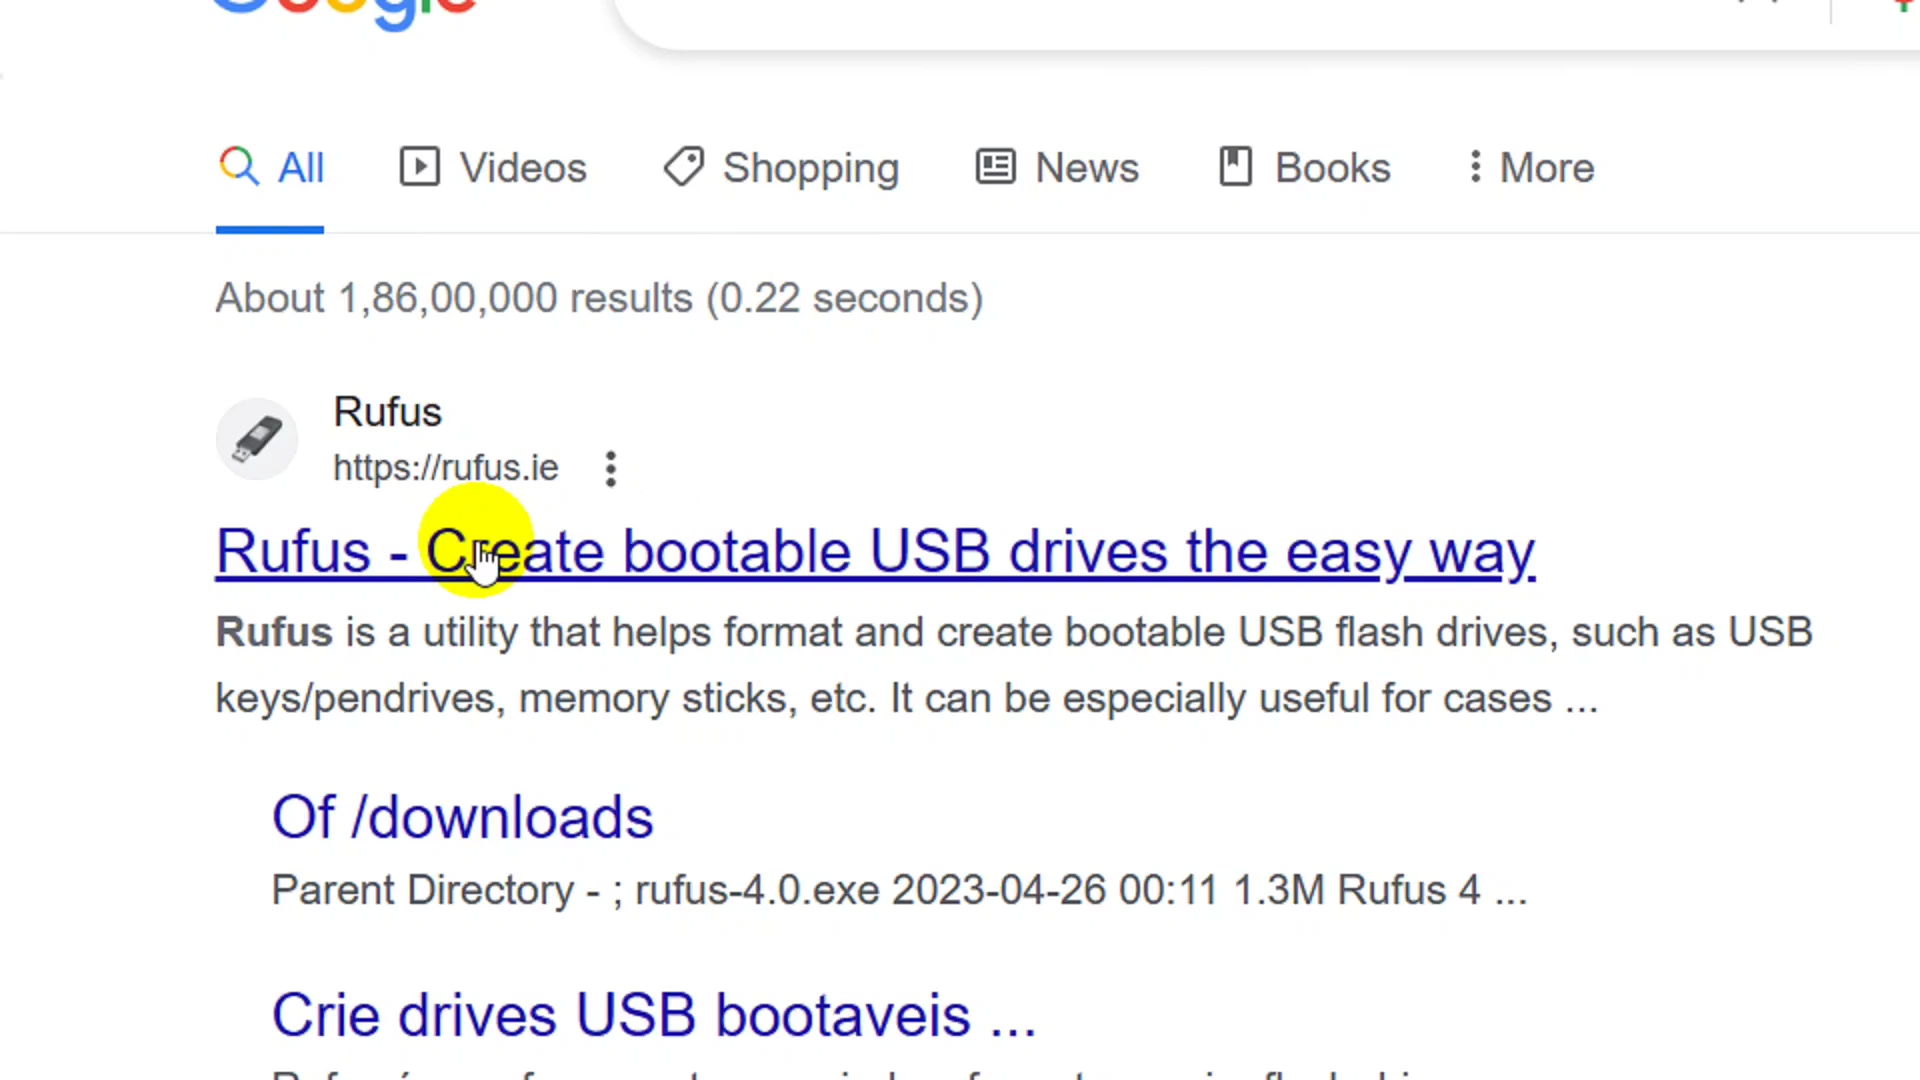 Google
All Videos Shopping News Books More
About 1,86,00,000 results (0.22 seconds)
Rufus
https://rufus.ie
Rufus - Create bootable USB drives the easy way
Rufus is a utility that helps format and create bootable USB flash drives, such as USB
keys/pendrives, memory sticks, etc. It can be especially useful for cases ...
Of /downloads
Parent Directory - ; rufus-4.0.exe 2023-04-26 00:11 1.3M Rufus 4 ...
Crie drives USB bootaveis ...